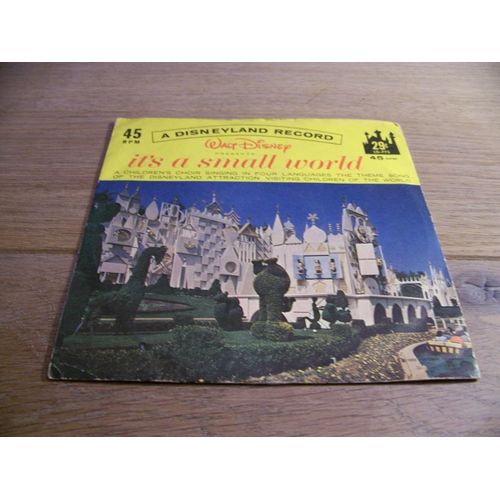 45
RPM
A DISNEYLAND RECORD
WALT DISNEY
PRESENTS
it's a small world
A CHILDREN'S CHOIR SINGING IN FOUR LANGUAGES THE THEME SONG
OF THE DISNEYLAND ATTRACTION VISITING CHILDREN OF THE WORLD
29¢
45 RPM